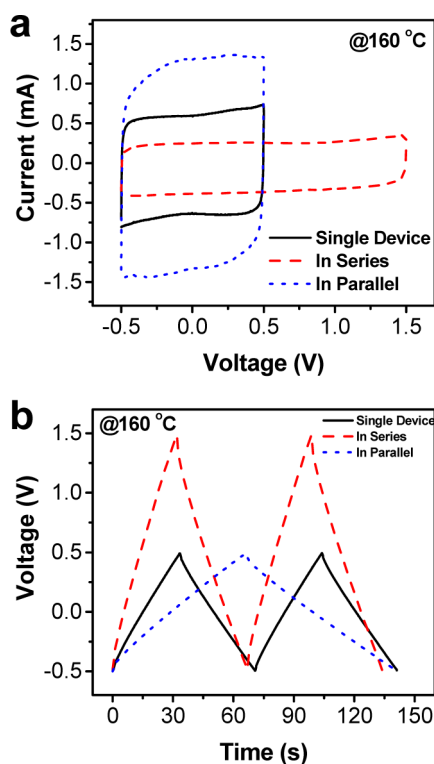 a
@160 °C
1.5
1.0
0.5
0.0
-0.5
-1.0
-1.5
Current (mA)
Single Device
In Series
In Parallel
-0.5 0.0 0.5 1.0 1.5
Voltage (V)
b
@160 °C
Single Device
In Series
In Parallel
1.5
1.0
0.5
0.0
-0.5
Voltage (V)
0 30 60 90 120 150
Time (s)